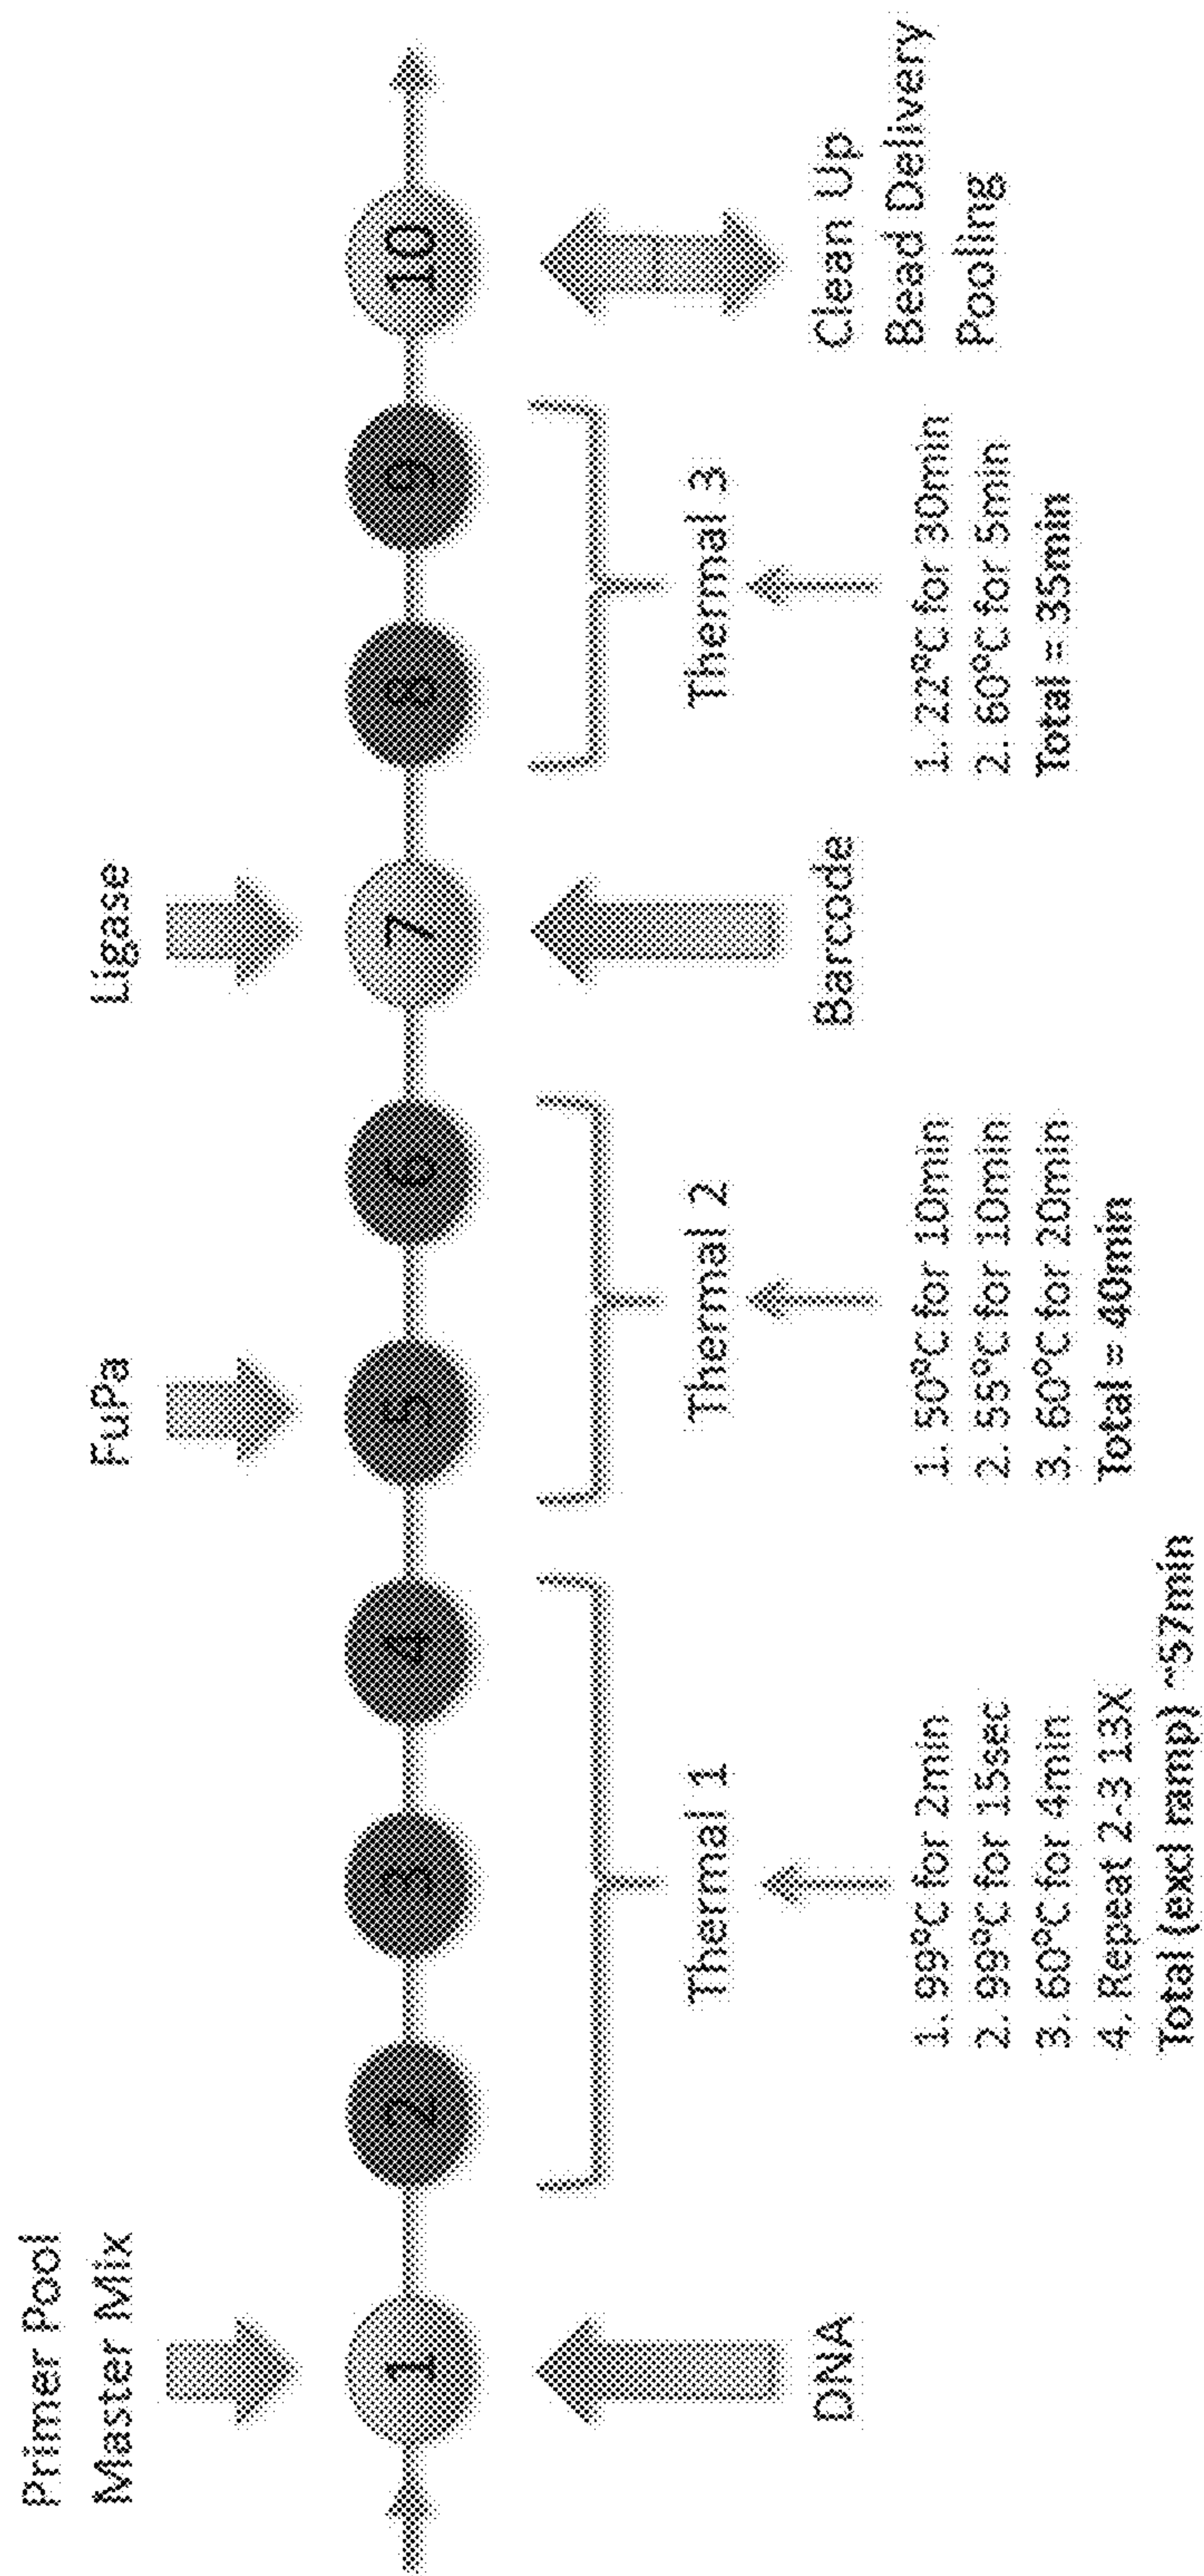 Primer Pool
Master Mix
FuPa
Ligase
1
2
3
4
5
6
7
8
9
10
DNA
Thermal 1
Thermal 2
Barcode
Thermal 3
Clean Up
Bead Delivery
Pooling
1. 99°C for 2min
2. 99°C for 15sec
3. 60°C for 4min
4. Repeat 2-3 13X
Total (excl ramp) ~57min
1. 50°C for 10min
2. 55°C for 10min
3. 60°C for 20min
Total = 40min
1. 22°C for 30min
2. 60°C for 5min
Total = 35min